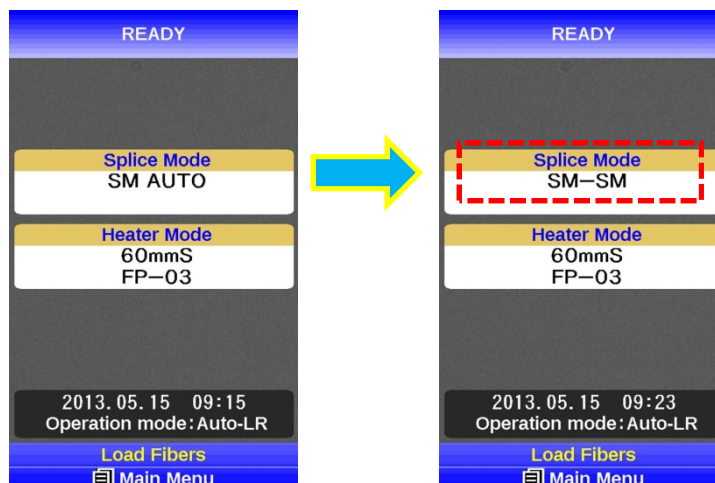 READY
Splice Mode
SM AUTO
Heater Mode
60mmS
FP-03
2013.05.15 09:15
Operation mode:Auto-LR
Load Fibers
Main Menu
READY
Splice Mode
SM-SM
Heater Mode
60mmS
FP-03
2013.05.15 09:23
Operation mode:Auto-LR
Load Fibers
Main Menu